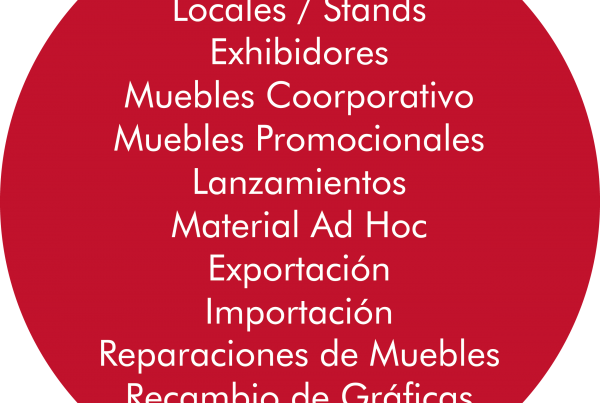 Locales / Stands
Exhibidores
Muebles Coorporativo
Muebles Promocionales
Lanzamientos
Material Ad Hoc
Exportación
Importación
Reparaciones de Muebles
Recambio de Gráficas